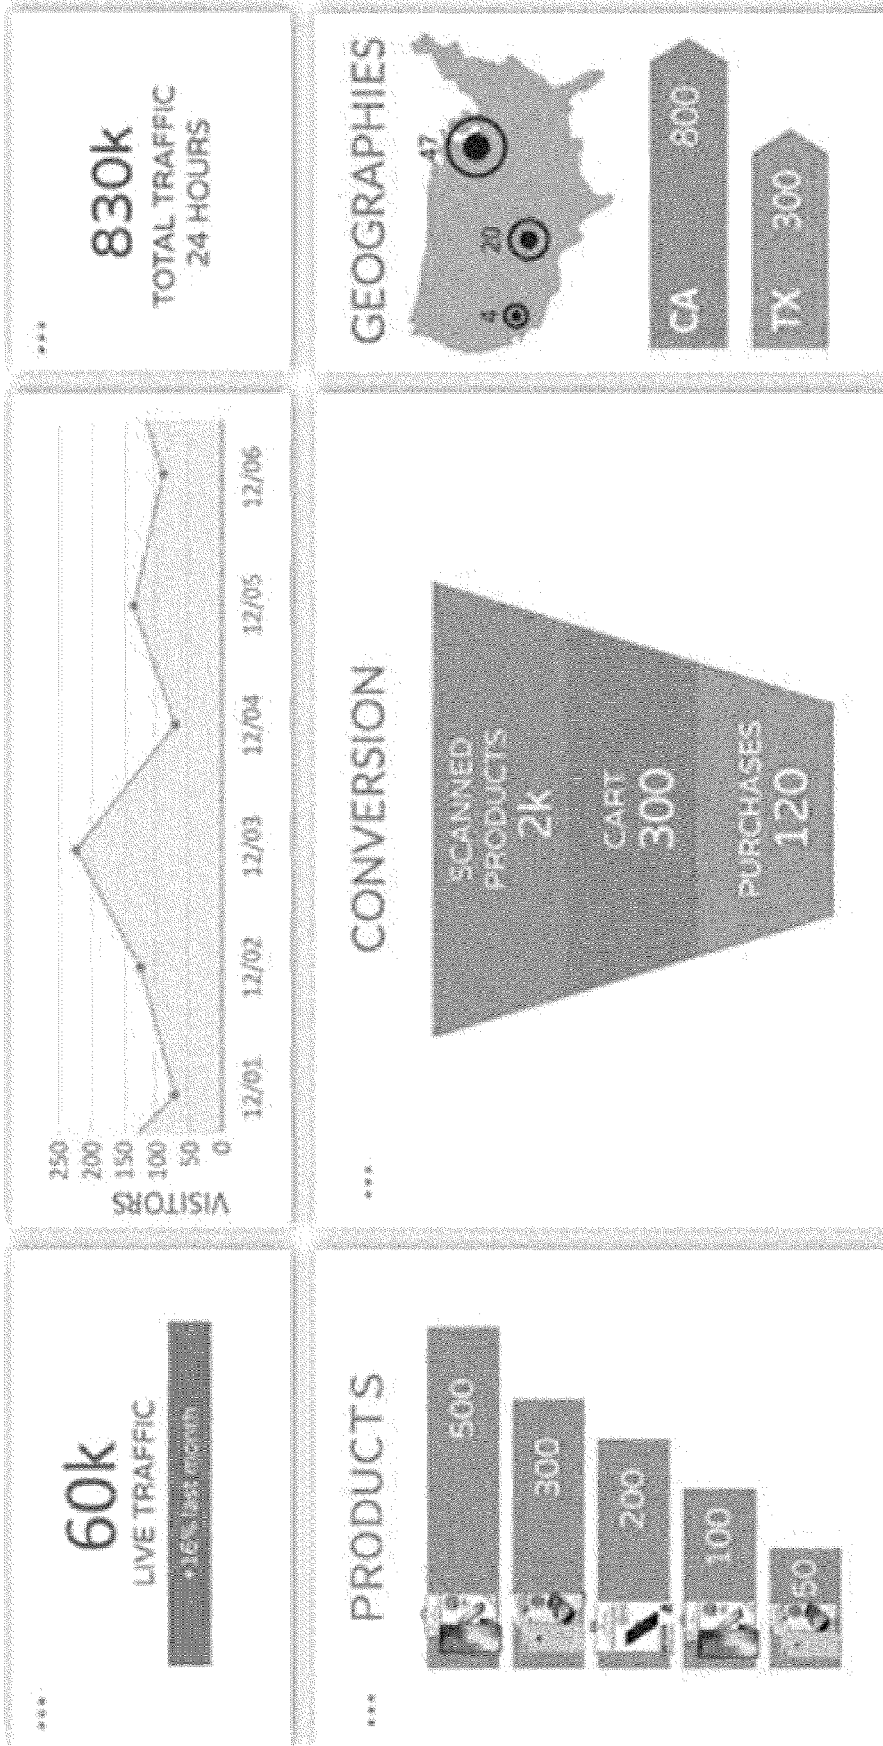 ...
60k
LIVE TRAFFIC
+16% last month
VISITORS
250
200
150
100
50
0
12/01 12/02 12/03 12/04 12/05 12/06
...
830k
TOTAL TRAFFIC
24 HOURS
...
PRODUCTS
500
300
200
100
60
...
CONVERSION
SCANNED
PRODUCTS
2k
CART
300
PURCHASES
120
GEOGRAPHIES
4 20 47
CA 800
TX 300